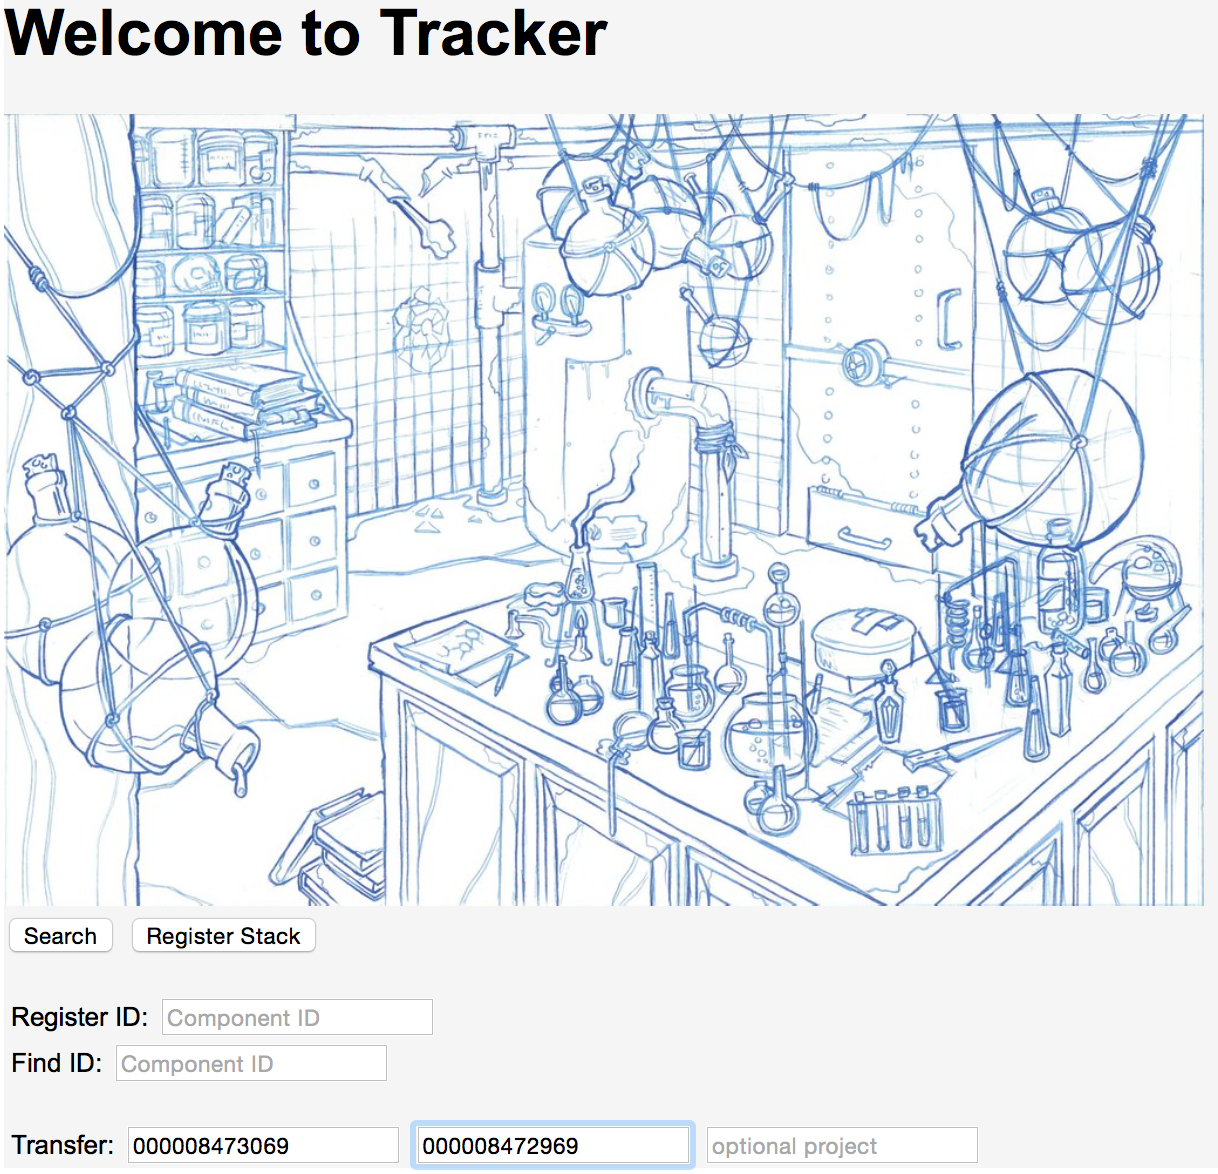 Welcome to Tracker
Search Register Stack
Register ID: Component ID
Find ID: Component ID
Transfer: 000008473069 000008472969 optional project